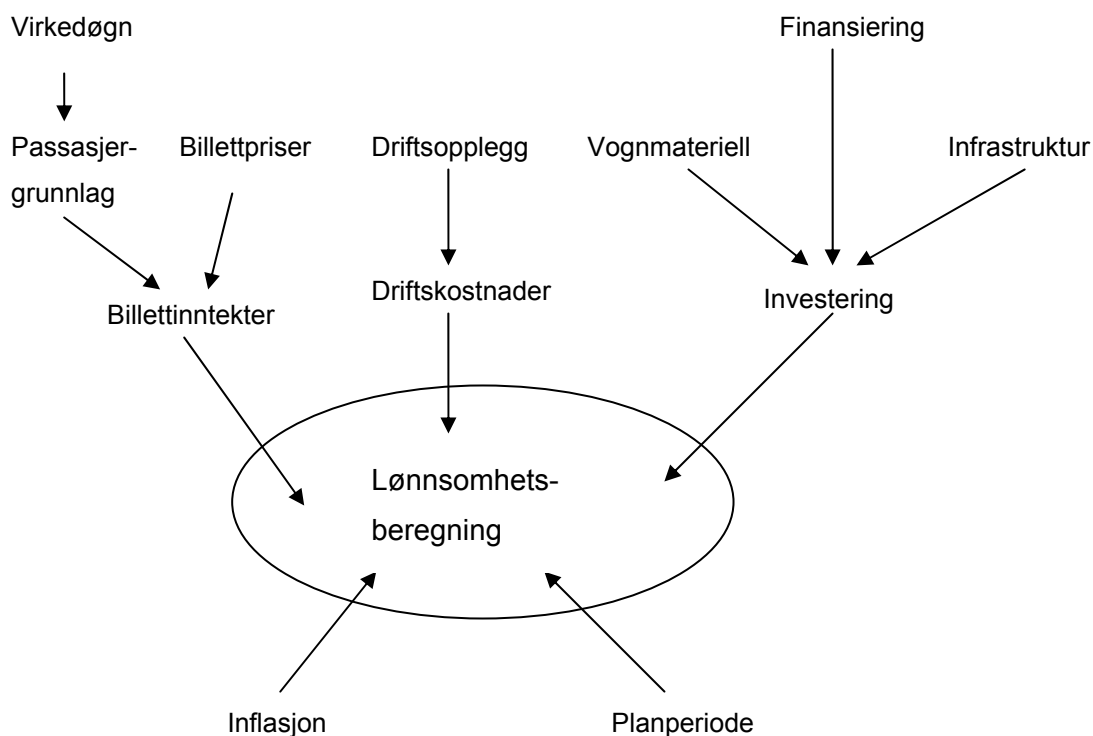 Virkedøgn
Finansiering
Passasjer-
grunnlag
Billettpriser
Driftsopplegg
Vognmateriell
Infrastruktur
Billettinntekter
Driftskostnader
Investering
Lønnsomhets-
beregning
Inflasjon
Planperiode